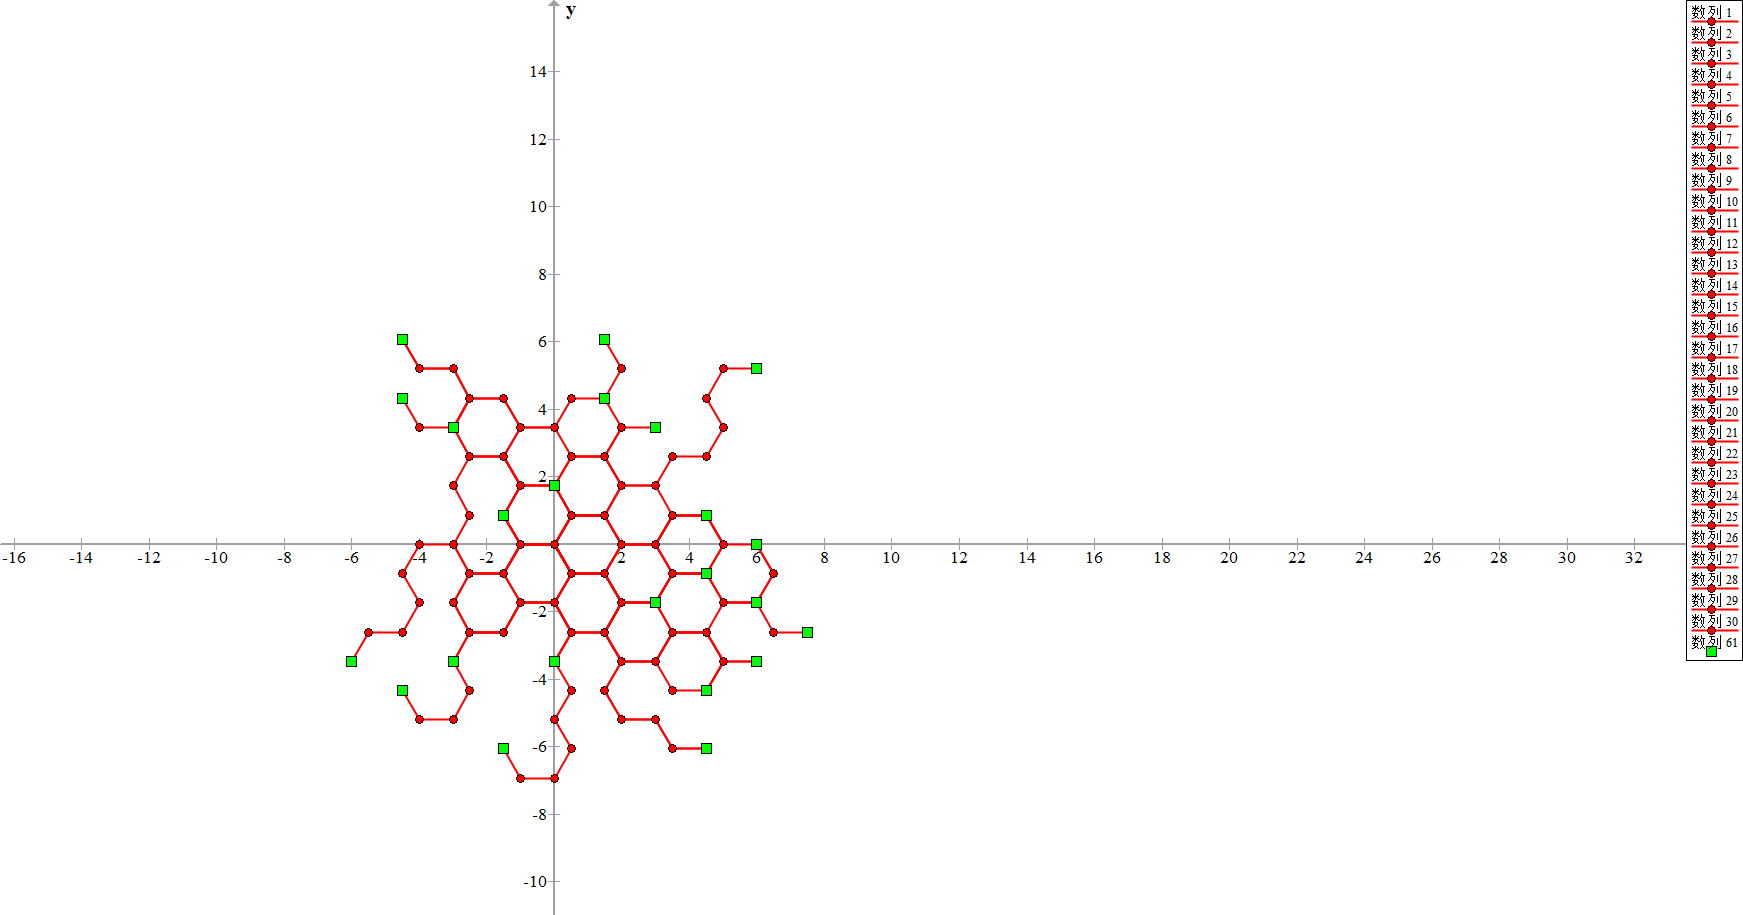 y
14
12
10
8
6
4
2
-16 -14 -12 -10 -8 -6 -4 -2 2 4 6 8 10 12 14 16 18 20 22 24 26 28 30 32
-2
-4
-6
-8
-10
数列 1
数列 2
数列 3
数列 4
数列 5
数列 6
数列 7
数列 8
数列 9
数列 10
数列 11
数列 12
数列 13
数列 14
数列 15
数列 16
数列 17
数列 18
数列 19
数列 20
数列 21
数列 22
数列 23
数列 24
数列 25
数列 26
数列 27
数列 28
数列 29
数列 30
数列 61